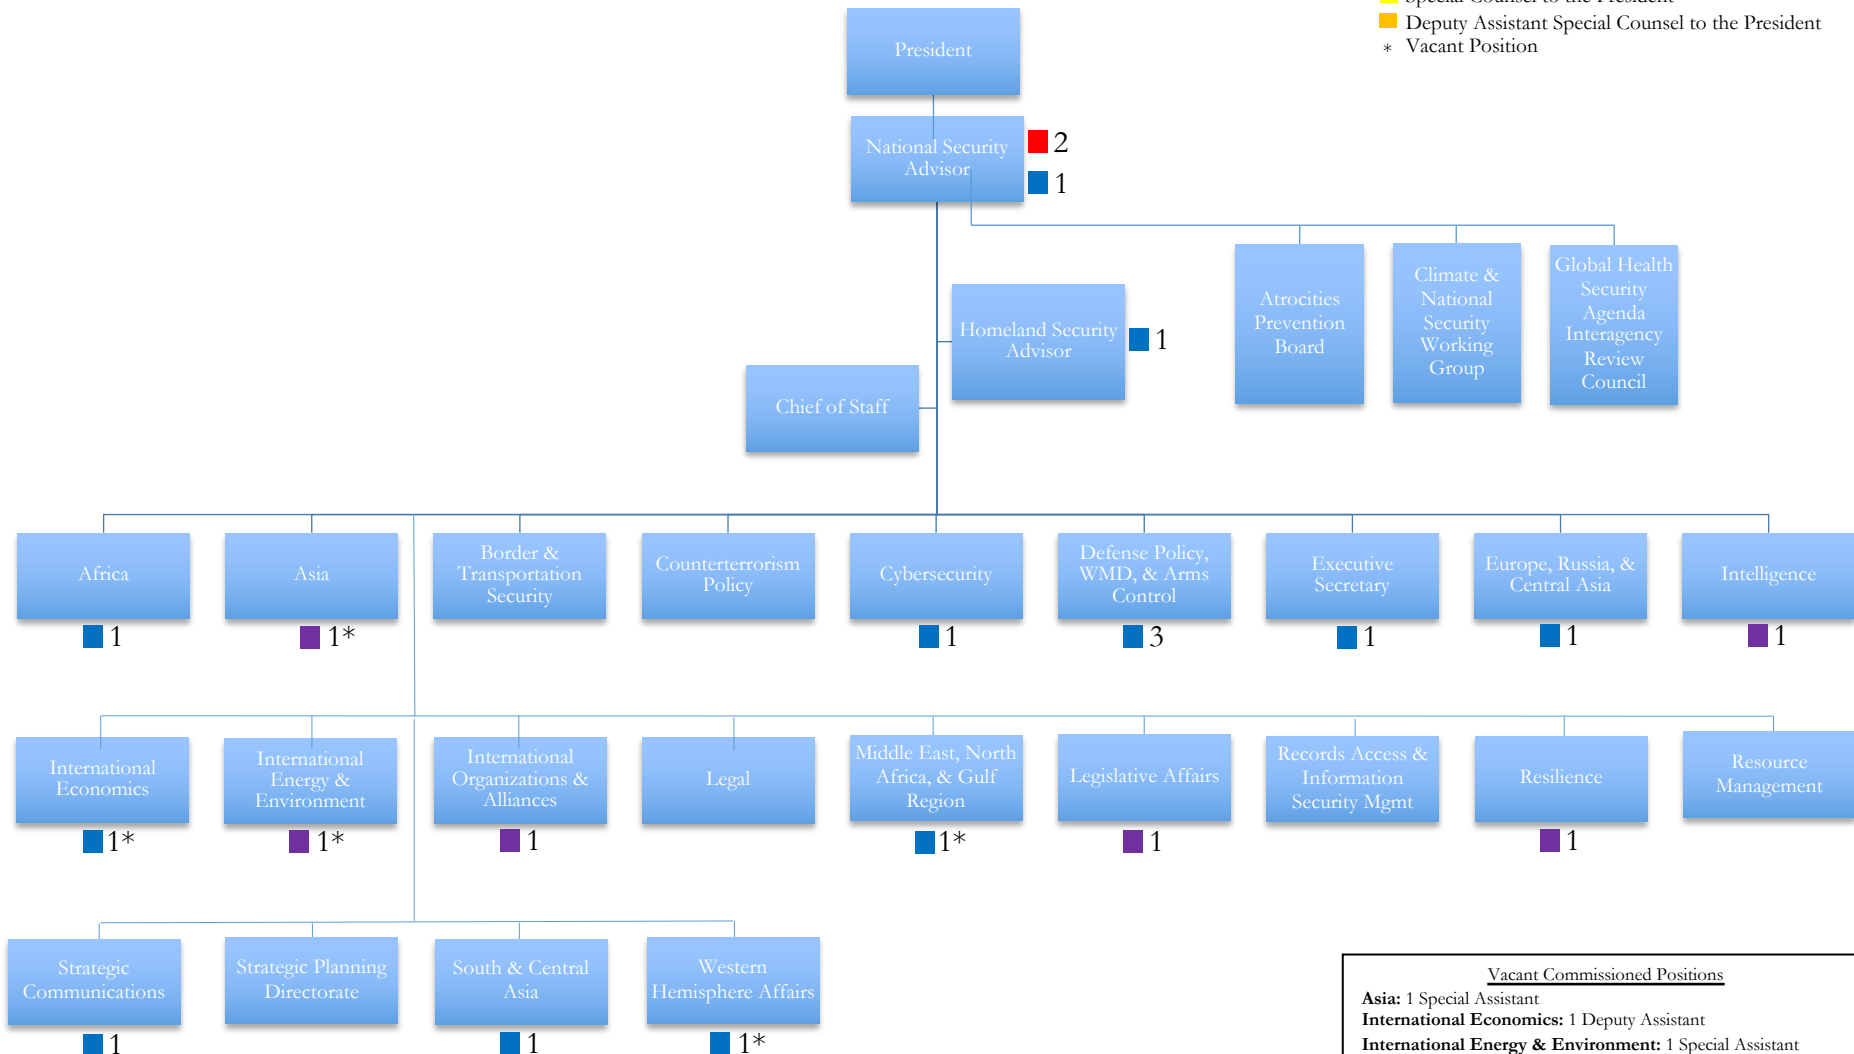 Special Counsel to the President
Deputy Assistant Special Counsel to the President
* Vacant Position
President
National Security
Advisor
2
1
Homeland Security
Advisor
1
Chief of Staff
Atrocities
Prevention
Board
Climate &
National
Security
Working
Group
Global Health
Security
Agenda
Interagency
Review
Council
Africa
1
Asia
1*
Border &
Transportation
Security
Counterterrorism
Policy
Cybersecurity
1
Defense Policy,
WMD, & Arms
Control
3
Executive
Secretary
1
Europe, Russia, &
Central Asia
1
Intelligence
1
International
Economics
1*
International
Energy &
Environment
1*
International
Organizations &
Alliances
1
Legal
Middle East, North
Africa, & Gulf
Region
1*
Legislative Affairs
1
Records Access &
Information
Security Mgmt
Resilience
1
Resource
Management
Strategic
Communications
1
Strategic Planning
Directorate
South & Central
Asia
1
Western
Hemisphere Affairs
1*
Vacant Commissioned Positions
Asia: 1 Special Assistant
International Economics: 1 Deputy Assistant
International Energy & Environment: 1 Special Assistant